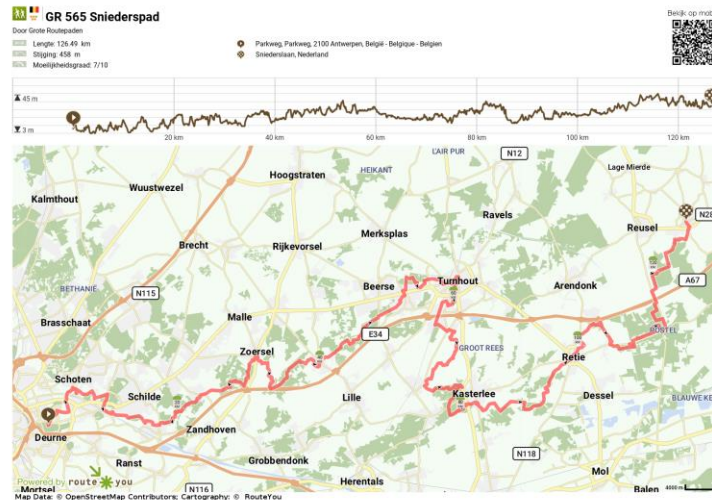 GR 565 Sniederspad
Door Grote Routepaden
Lengte: 126.49 km
Stijging: 458 m
Moeilijkheidsgraad: 7/10
Parkweg, Parkweg, 2100 Antwerpen, België - Belgique - Belgien
Sniederslaan, Nederland
Bekijk op mob
45 m
3 m
20 km
40 km
60 km
80 km
100 km
120 km
L'AIR PUR
N12
Hoogstraten
HEIKANT
Lage Mierde
Wuustwezel
Kalmthout
Ravels
N28
Merksplas
Reusel
Brecht
Rijkevorsel
BETHANIË
Beerse
Turnhout
Arendonk
A67
N115
Malle
Brasschaat
E34
Zoersel
GROOT REES
Retie
Schoten
Schilde
Lille
Kasterlee
Dessel
BLAUWE KE
Deurne
Zandhoven
Ranst
Grobbendonk
N118
Mol
Powered by route you
Mortsel
N116
Herentals
Balen
4000 m
Map Data: © OpenStreetMap Contributors; Cartography: © RouteYou